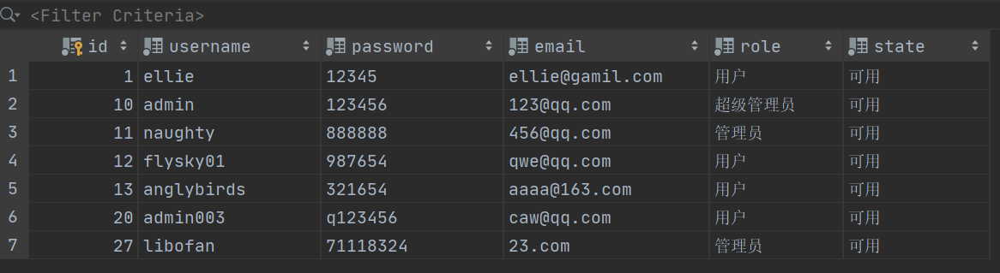 <Filter Criteria>
id username password email role state
1 1 ellie 12345 ellie@gamil.com 用户 可用
2 10 admin 123456 123@qq.com 超级管理员 可用
3 11 naughty 888888 456@qq.com 管理员 可用
4 12 flysky01 987654 qwe@qq.com 用户 可用
5 13 anglybirds 321654 aaaa@163.com 用户 可用
6 20 admin003 q123456 caw@qq.com 用户 可用
7 27 libofan 71118324 23.com 管理员 可用